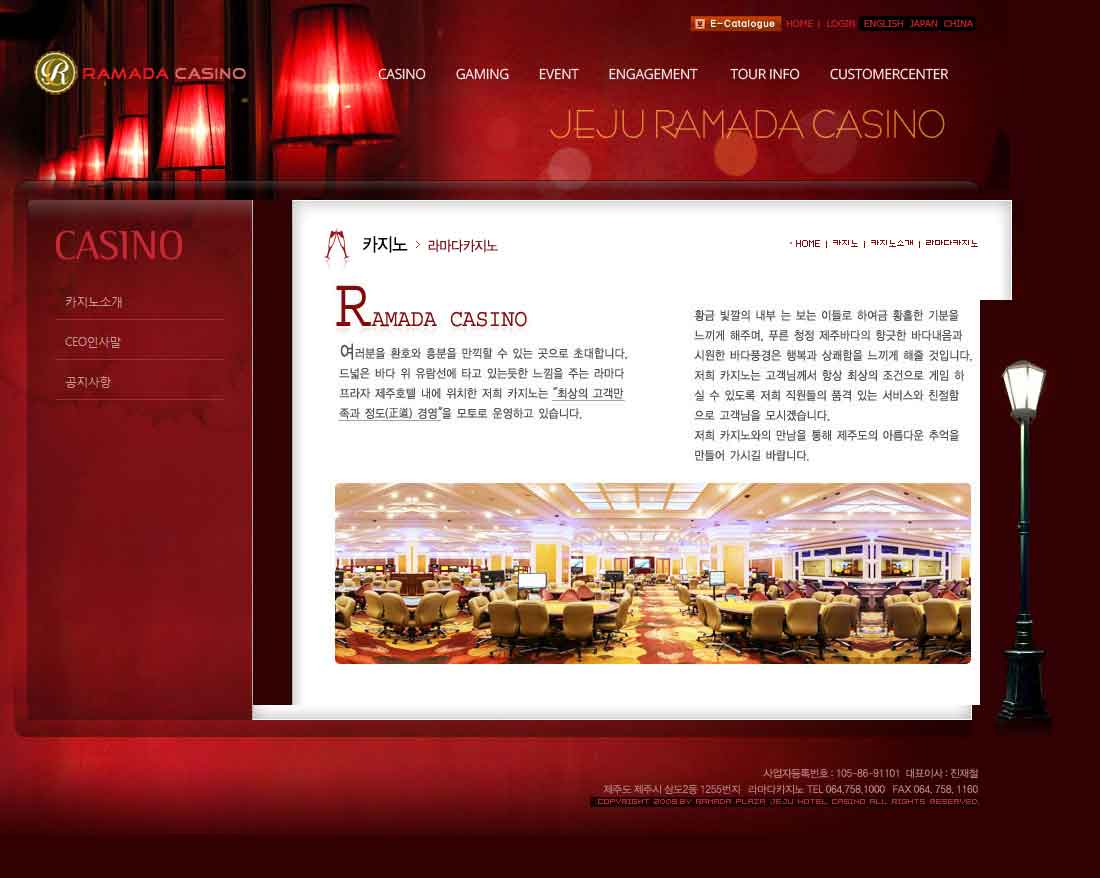 E-Catalogue HOME | LOGIN ENGLISH JAPAN CHINA
R RAMADA CASINO
CASINO GAMING EVENT ENGAGEMENT TOUR INFO CUSTOMERCENTER
JEJU RAMADA CASINO
CASINO
카지노소개
CEO인사말
공지사항
카지노 > 라마다카지노
· HOME | 카지노 | 카지노소개 | 라마다카지노
RAMADA CASINO
여러분을 환호와 흥분을 만끽할 수 있는 곳으로 초대합니다.
드넓은 바다 위 유람선에 타고 있는듯한 느낌을 주는 라마다
프라자 제주호텔 내에 위치한 저희 카지노는 "최상의 고객만
족과 정도(正道) 경영"을 모토로 운영하고 있습니다.
황금 빛깔의 내부 는 보는 이들로 하여금 황홀한 기분을
느끼게 해주며, 푸른 청정 제주바다의 향긋한 바다내음과
시원한 바다풍경은 행복과 상쾌함을 느끼게 해줄 것입니다.
저희 카지노는 고객님께서 항상 최상의 조건으로 게임 하
실 수 있도록 저희 직원들의 품격 있는 서비스와 친절함
으로 고객님을 모시겠습니다.
저희 카지노와의 만남을 통해 제주도의 아름다운 추억을
만들어 가시길 바랍니다.
사업자등록번호 : 105-86-91101 대표이사 : 진재철
제주도 제주시 삼도2동 1255번지 라마다카지노 TEL 064.758.1000 FAX 064. 758. 1160
COPYRIGHT 2009 BY RAMADA PLAZA JEJU HOTEL CASINO ALL RIGHTS RESERVED.